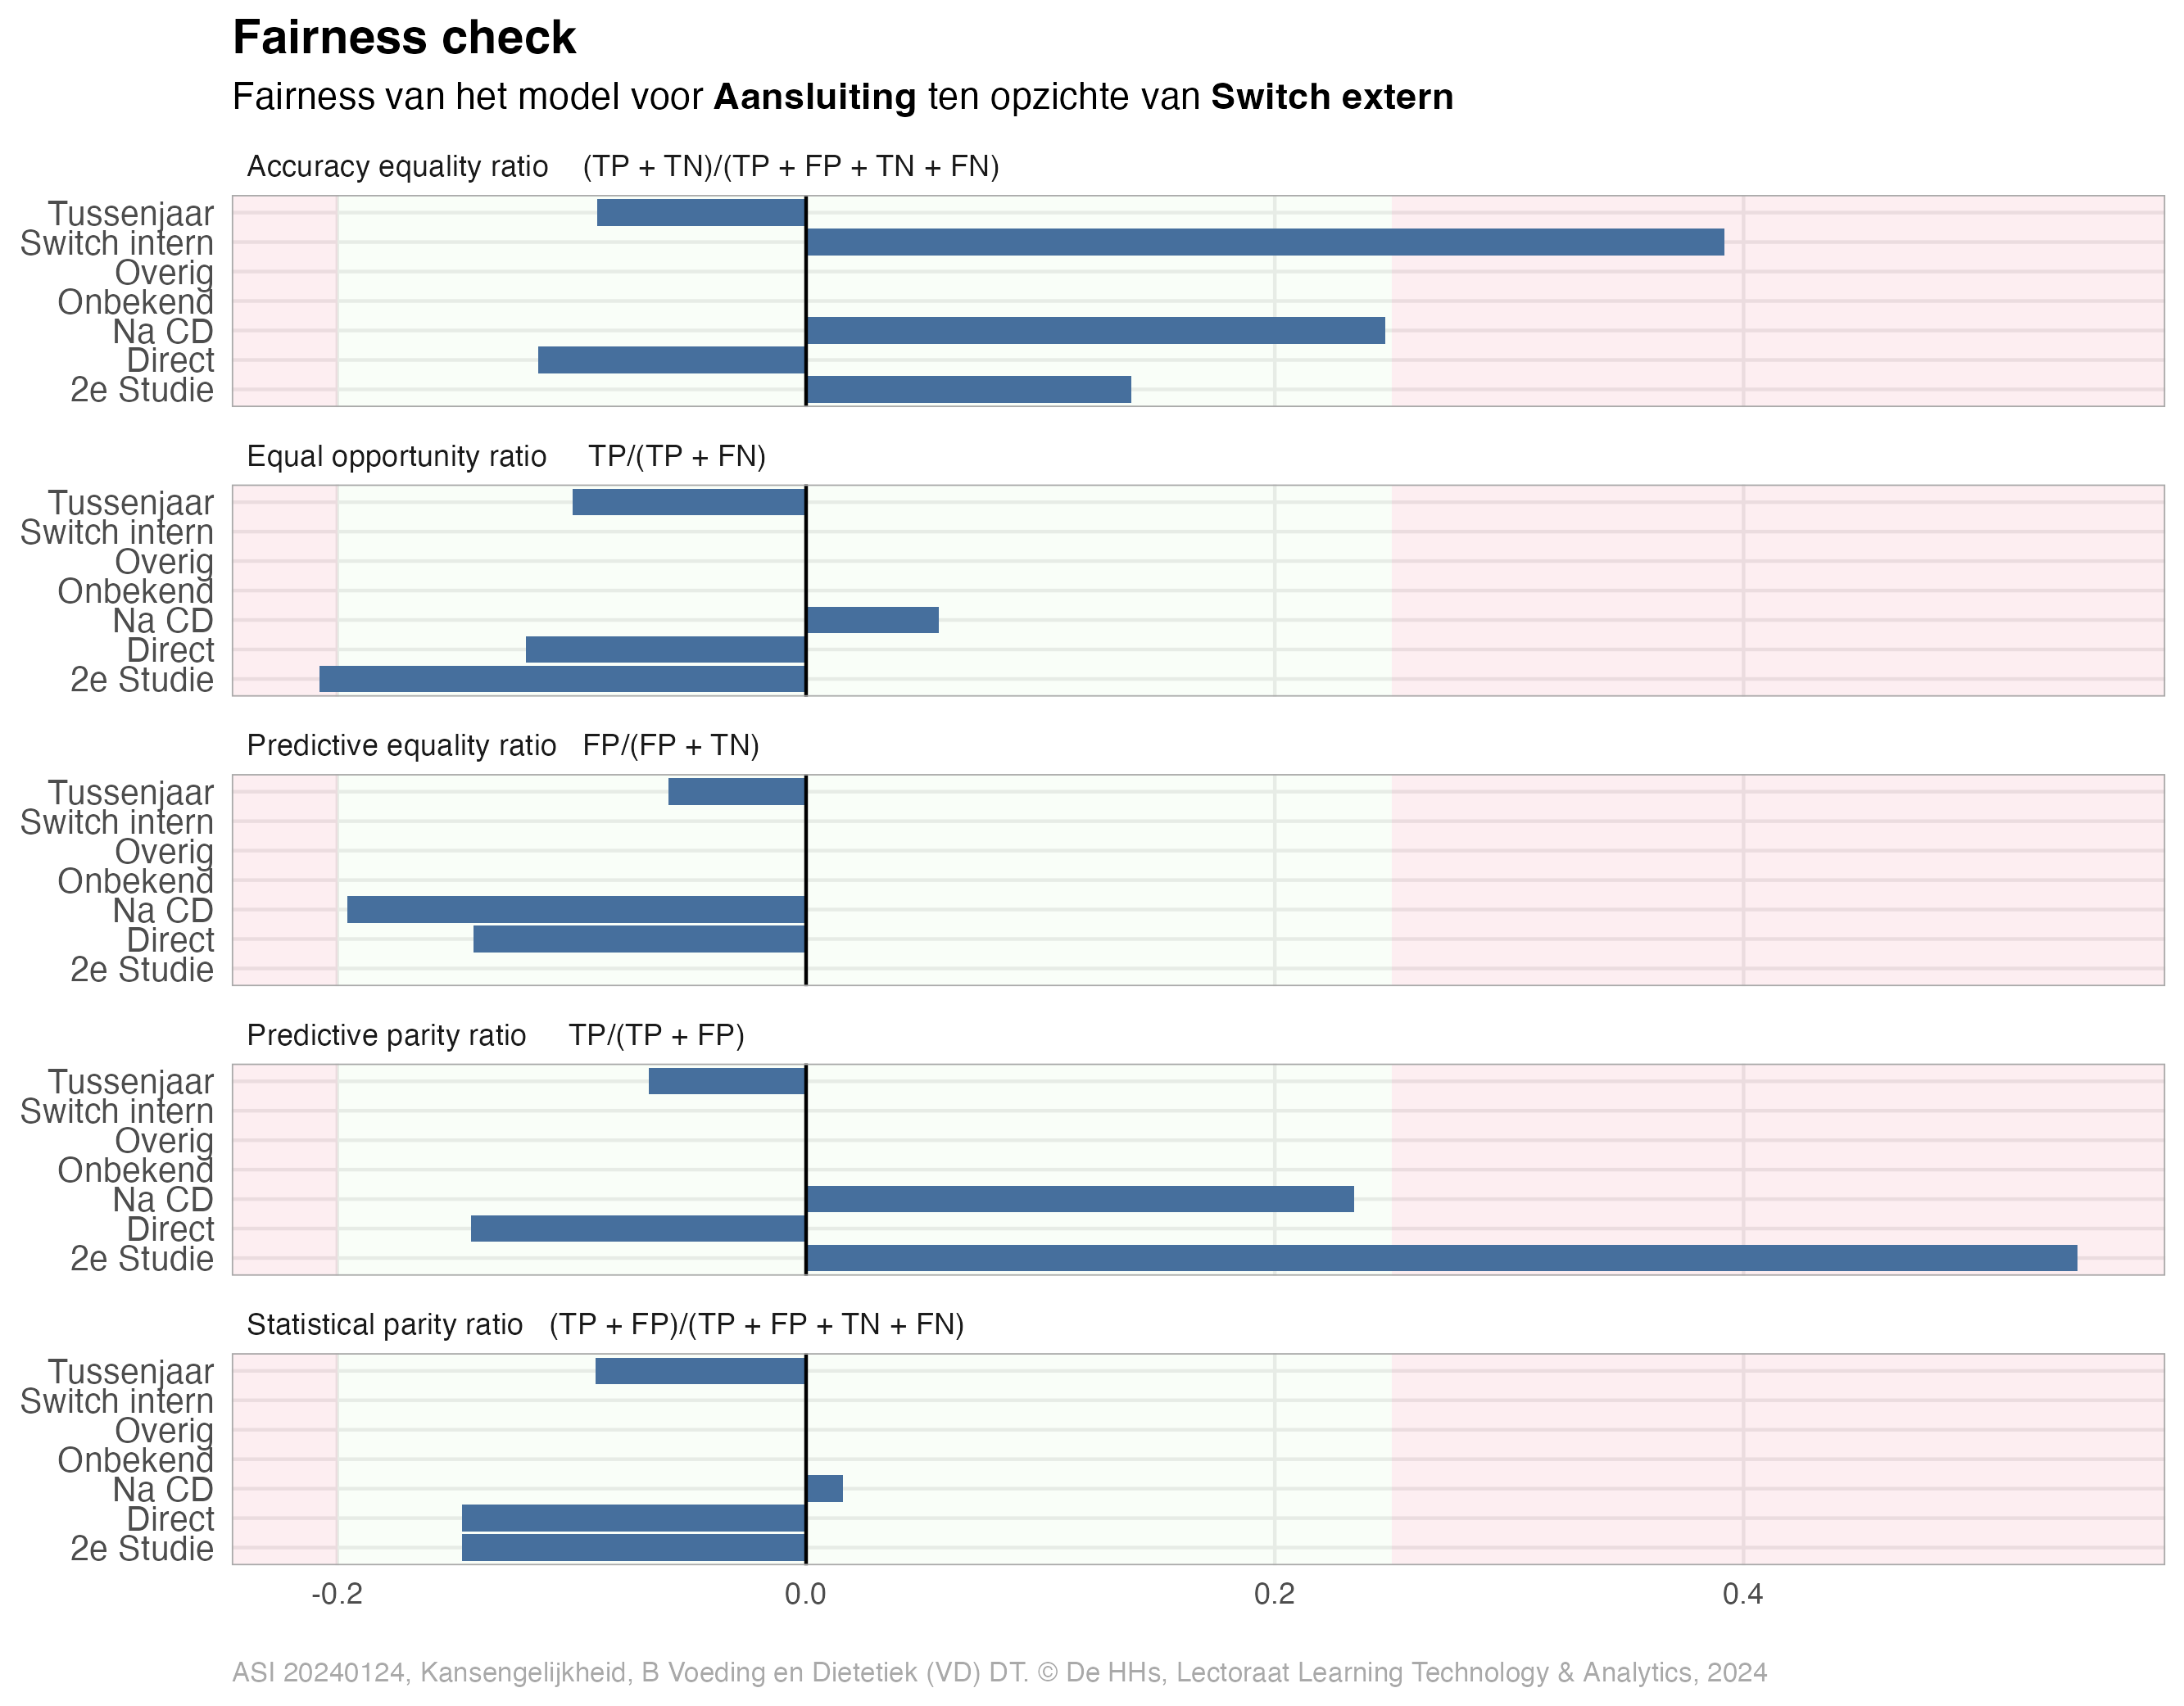 Fairness check
Fairness van het model voor Aansluiting ten opzichte van Switch extern
Accuracy equality ratio (TP + TN)/(TP + FP + TN + FN)
Tussenjaar
Switch intern
Overig
Onbekend
Na CD
Direct
2e Studie
Equal opportunity ratio TP/(TP + FN)
Tussenjaar
Switch intern
Overig
Onbekend
Na CD
Direct
2e Studie
Predictive equality ratio FP/(FP + TN)
Tussenjaar
Switch intern
Overig
Onbekend
Na CD
Direct
2e Studie
Predictive parity ratio TP/(TP + FP)
Tussenjaar
Switch intern
Overig
Onbekend
Na CD
Direct
2e Studie
Statistical parity ratio (TP + FP)/(TP + FP + TN + FN)
Tussenjaar
Switch intern
Overig
Onbekend
Na CD
Direct
2e Studie
-0.2 0.0 0.2 0.4
ASI 20240124, Kansengelijkheid, B Voeding en Dietetiek (VD) DT. © De HHs, Lectoraat Learning Technology & Analytics, 2024